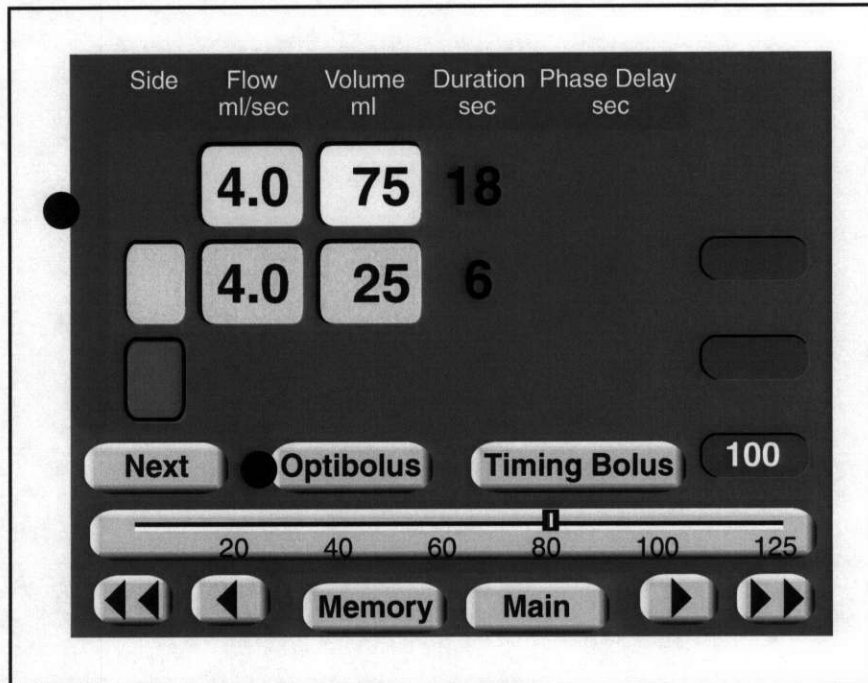 Side Flow Volume Duration Phase Delay
ml/sec ml sec sec
4.0 75 18
4.0 25 6
Next Optibolus Timing Bolus 100
20 40 60 80 100 125
Memory Main